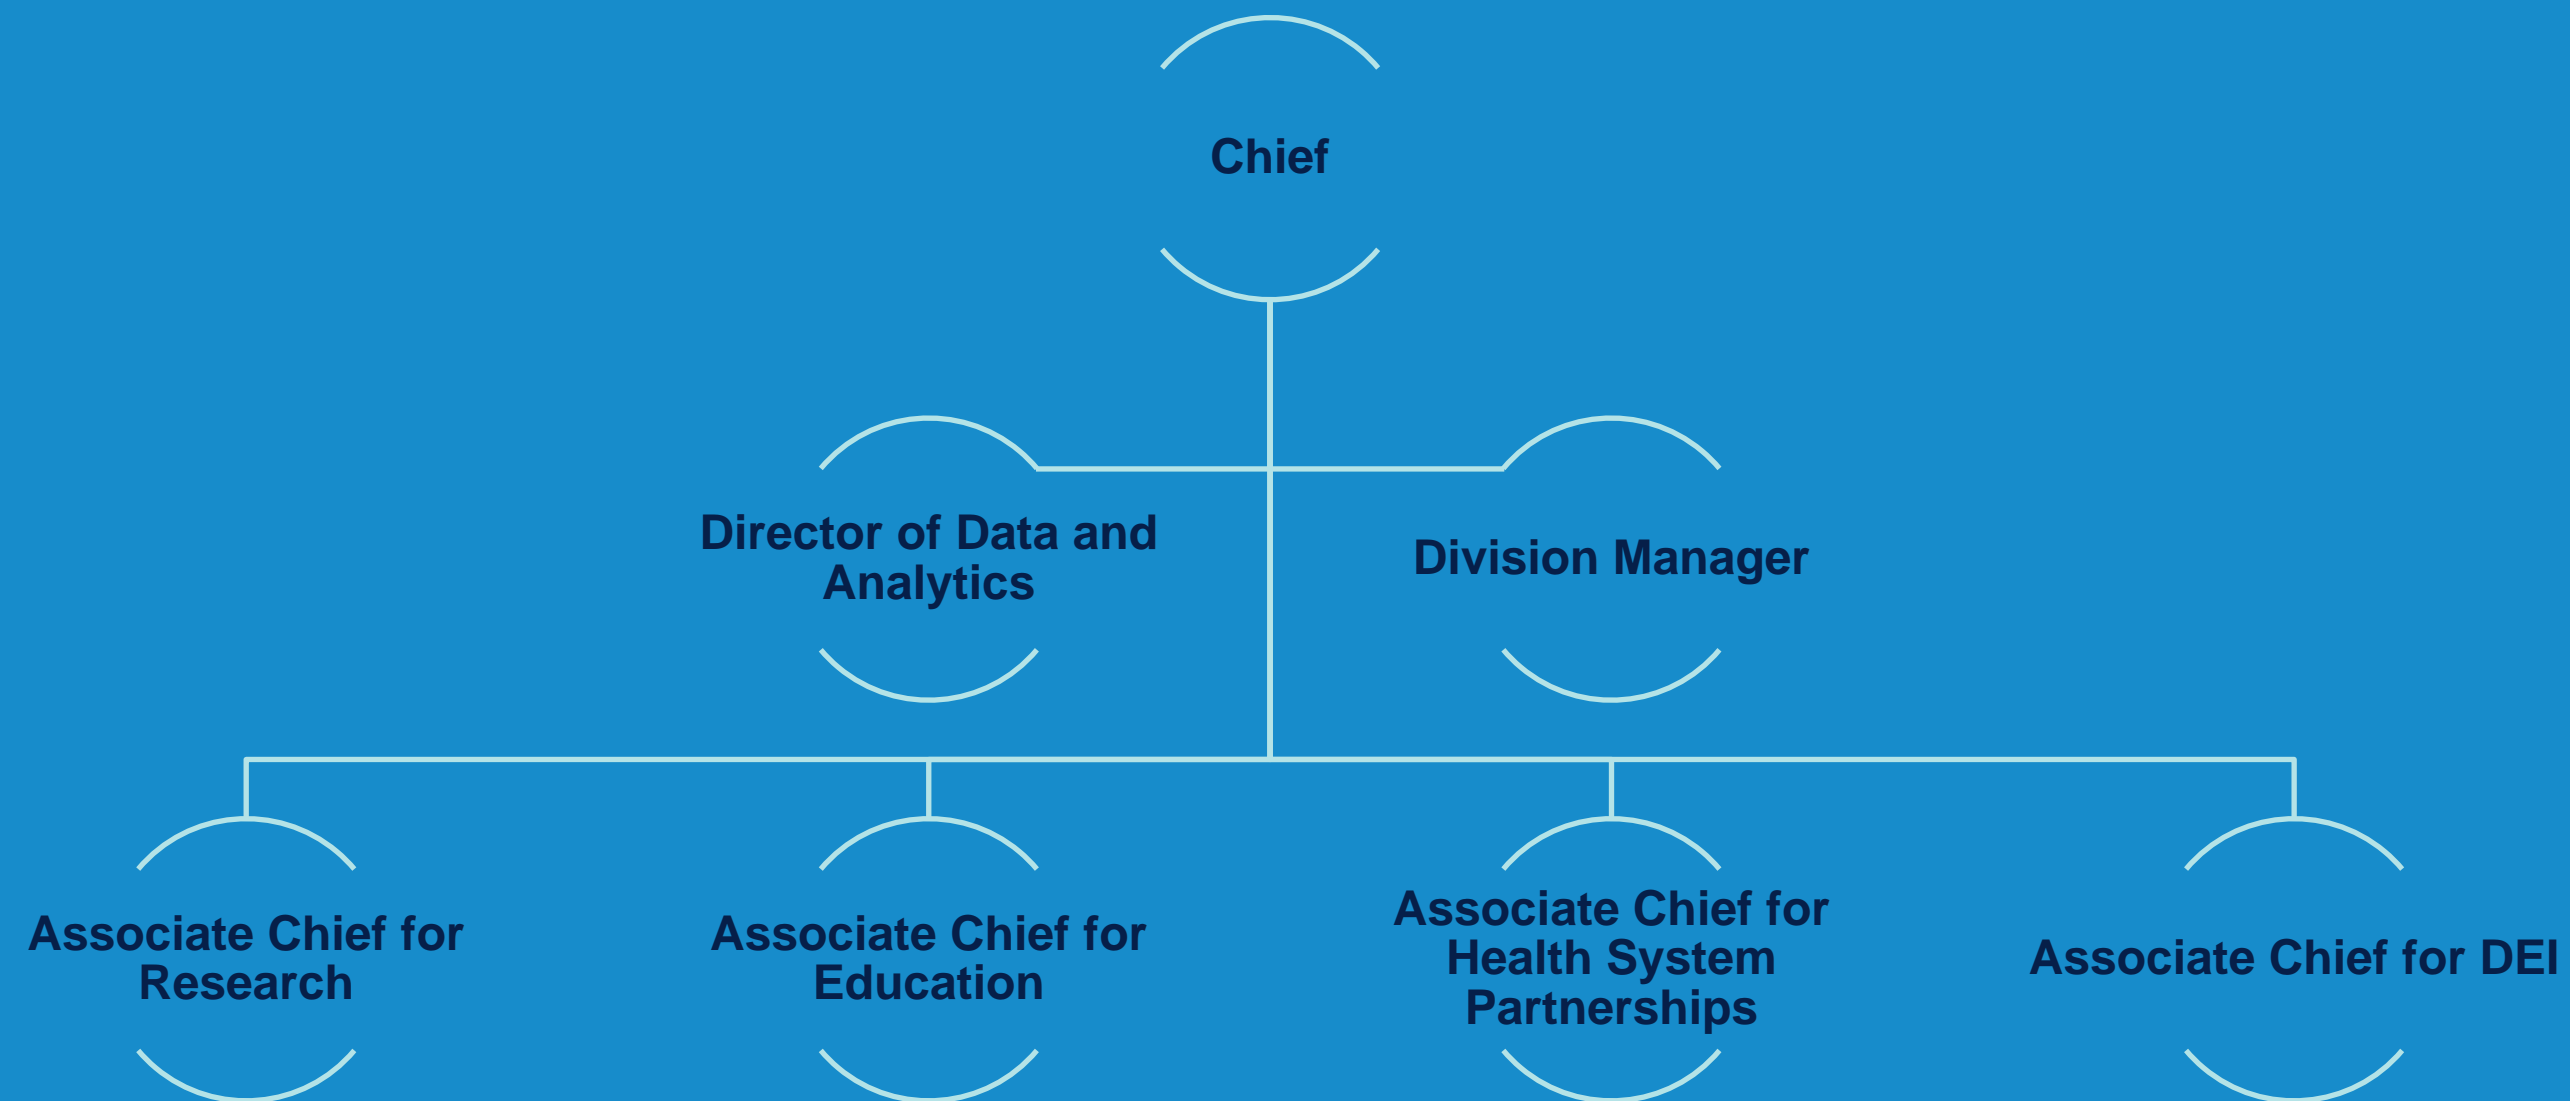 Chief
Director of Data and
Analytics
Division Manager
Associate Chief for
Research
Associate Chief for
Education
Associate Chief for
Health System
Partnerships
Associate Chief for DEI